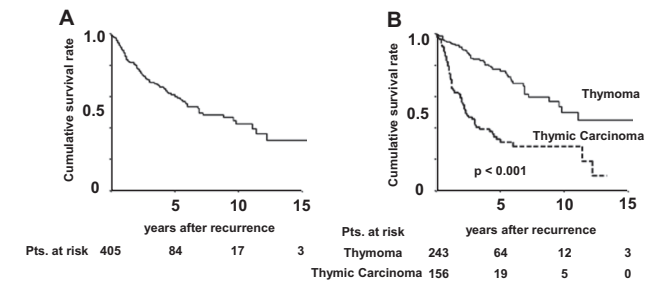 A
Cumulative survival rate
1.0
0.5
0
5
10
15
years after recurrence
Pts. at risk 405 84 17 3
B
Cumulative survival rate
1.0
0.5
0
Thymoma
Thymic Carcinoma
p < 0.001
5
10
15
years after recurrence
Pts. at risk
Thymoma 243 64 12 3
Thymic Carcinoma 156 19 5 0